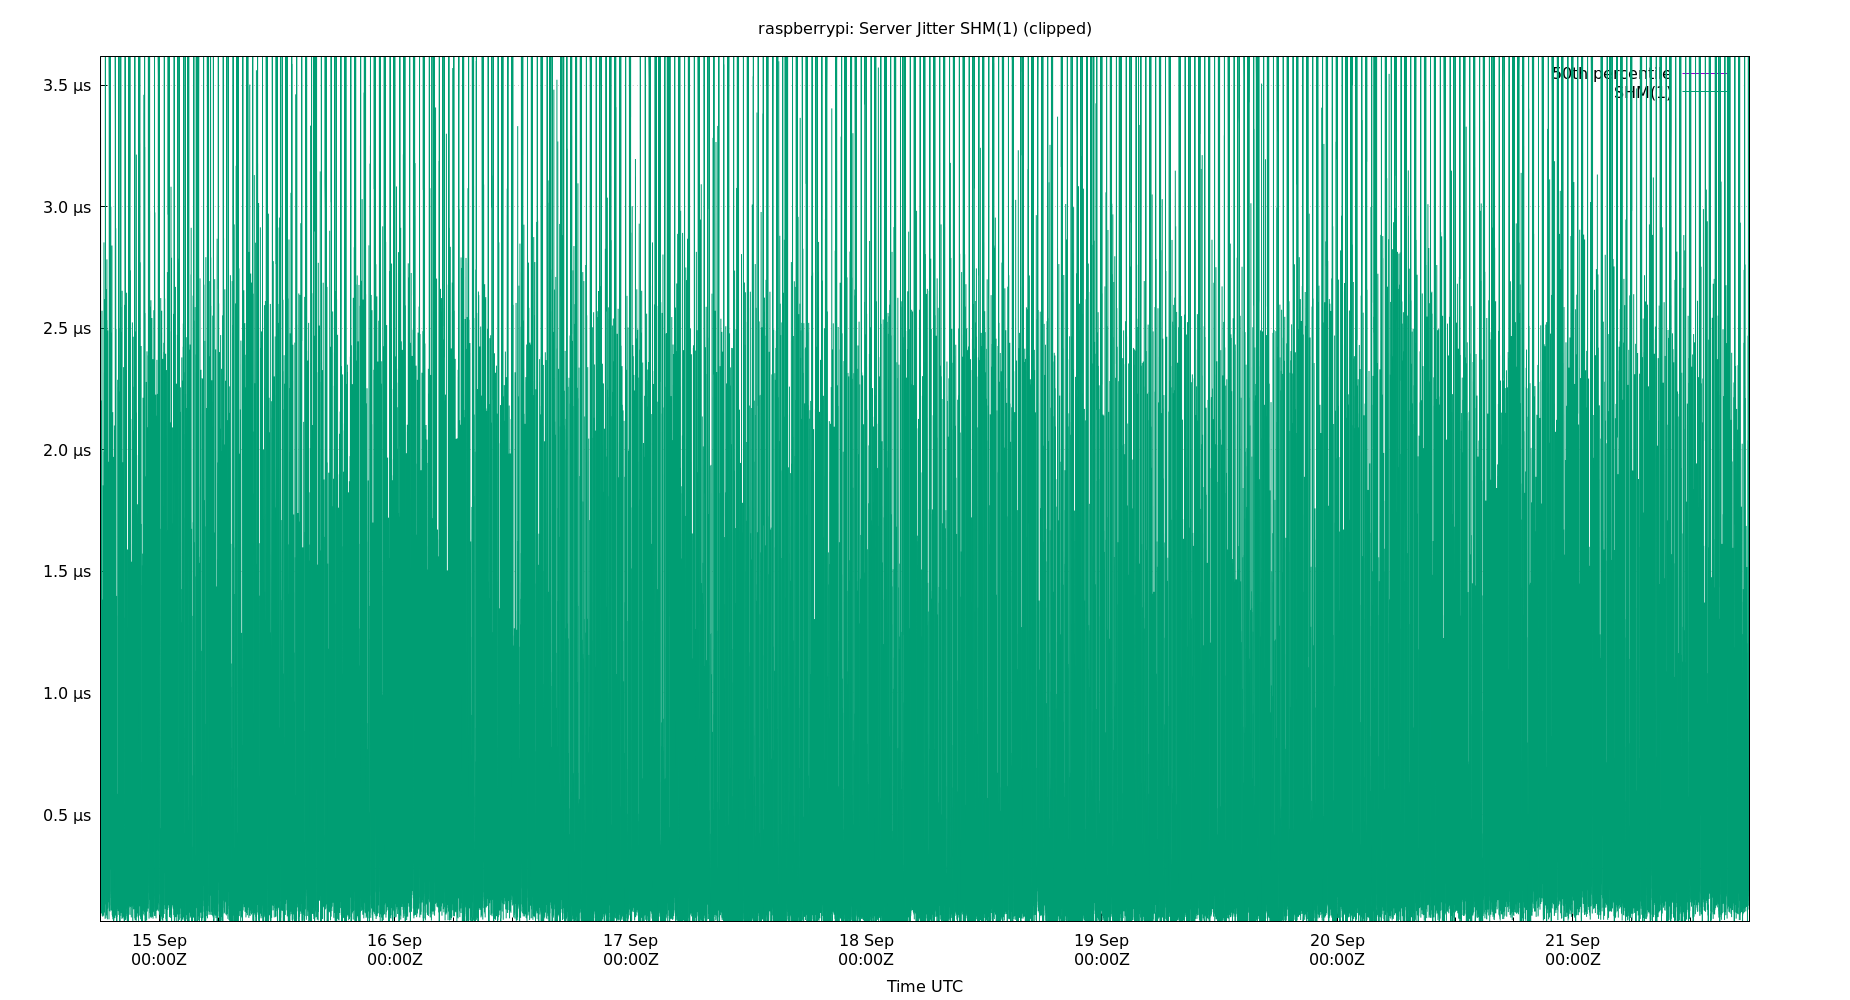 raspberrypi: Server Jitter SHM(1) (clipped)
50th percentile
SHM(1)
3.5 µs
3.0 µs
2.5 µs
2.0 µs
1.5 µs
1.0 µs
0.5 µs
15 Sep 16 Sep 17 Sep 18 Sep 19 Sep 20 Sep 21 Sep
00:00Z 00:00Z 00:00Z 00:00Z 00:00Z 00:00Z 00:00Z
Time UTC